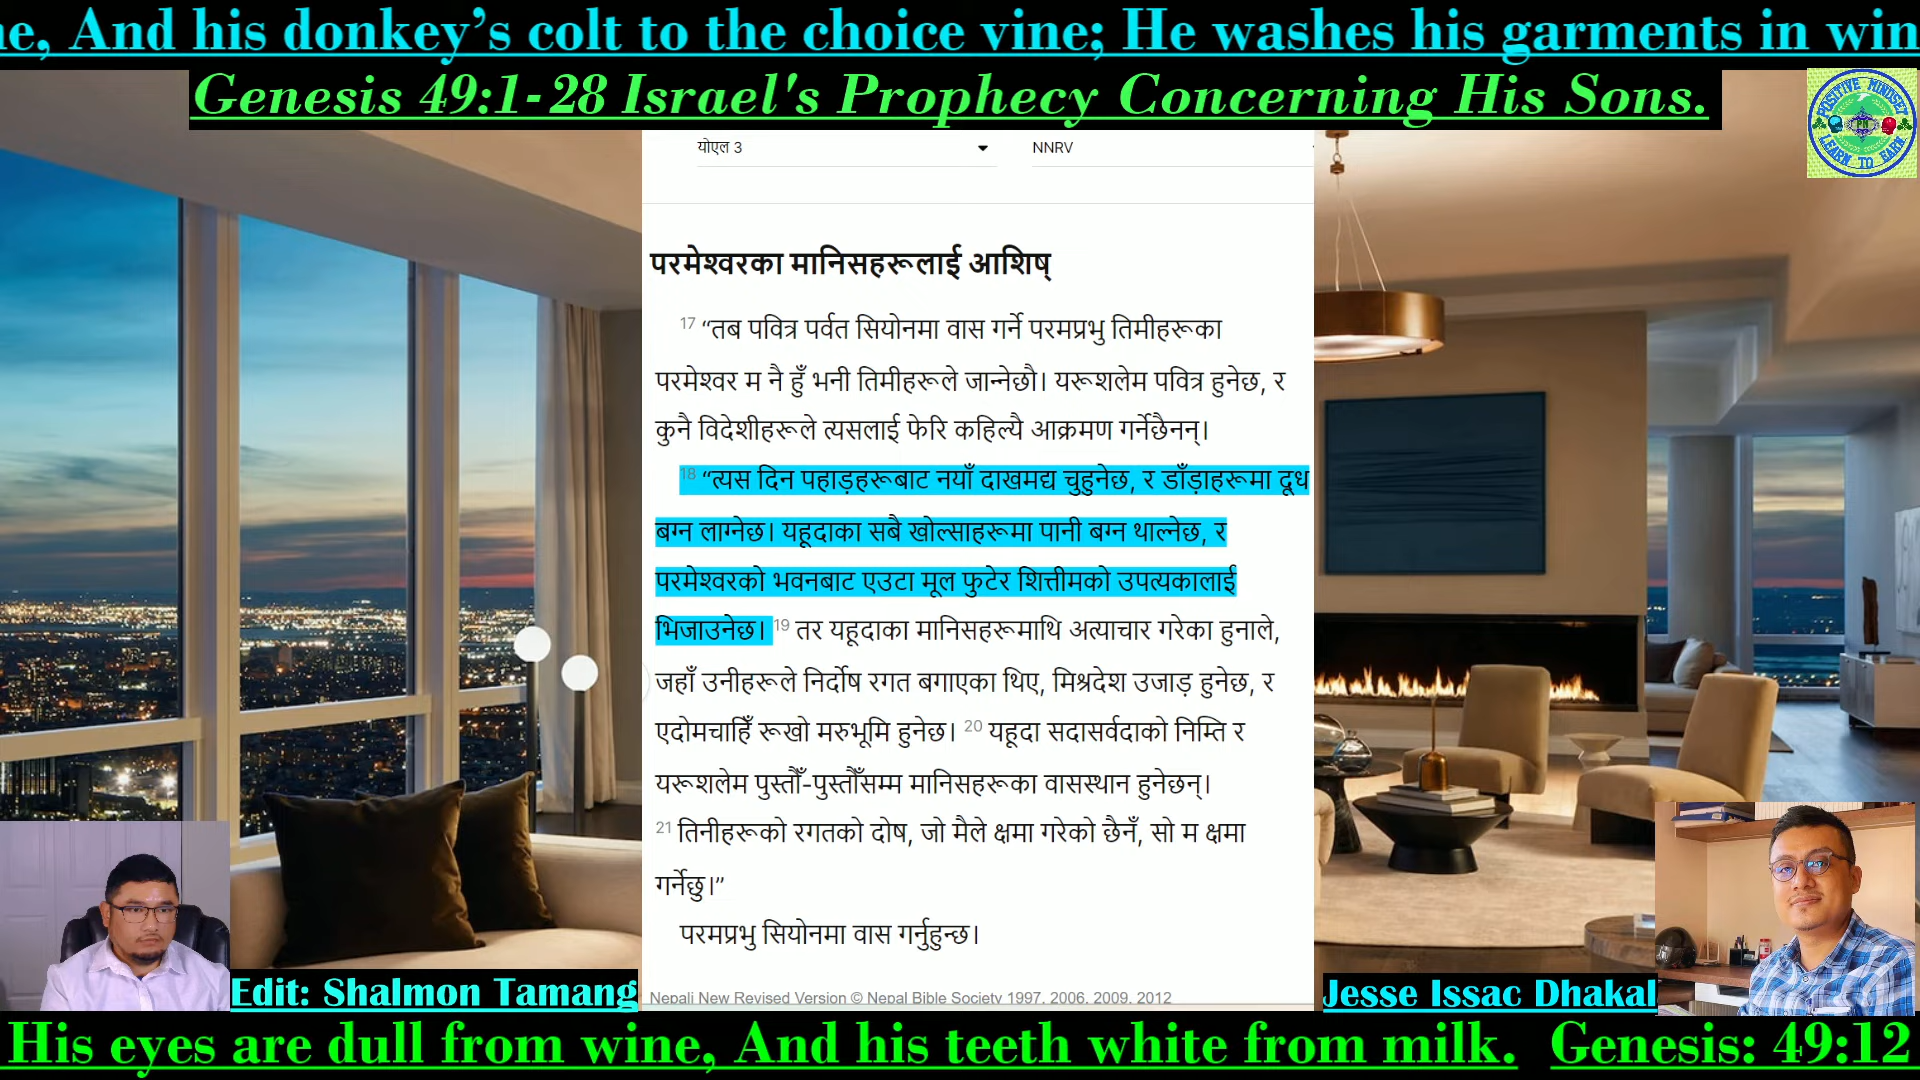 ne, And his donkey’s colt to the choice vine; He washes his garments in win
Genesis 49:1-28 Israel's Prophecy Concerning His Sons.
POSITIVE MINDSET
LEARN TO EARN
योएल 3
NNRV
परमेश्वरका मानिसहरूलाई आशिष्
17 “तब पवित्र पर्वत सियोनमा वास गर्ने परमप्रभु तिमीहरूका
परमेश्वर म नै हुँ भनी तिमीहरूले जान्नेछौ। यरूशलेम पवित्र हुनेछ, र
कुनै विदेशीहरूले त्यसलाई फेरि कहिल्यै आक्रमण गर्नेछैनन्।
18 “त्यस दिन पहाड़हरूबाट नयाँ दाखमद्य चुहुनेछ, र डाँड़ाहरूमा दूध
बग्न लाग्नेछ। यहूदाका सबै खोल्साहरूमा पानी बग्न थाल्नेछ, र
परमेश्वरको भवनबाट एउटा मूल फुटेर शित्तीमको उपत्यकालाई
भिजाउनेछ। 19 तर यहूदाका मानिसहरूमाथि अत्याचार गरेका हुनाले,
जहाँ उनीहरूले निर्दोष रगत बगाएका थिए, मिश्रदेश उजाड़ हुनेछ, र
एदोमचाहिँ रूखो मरुभूमि हुनेछ। 20 यहूदा सदासर्वदाको निम्ति र
यरूशलेम पुस्तौँ-पुस्तौँसम्म मानिसहरूका वासस्थान हुनेछन्।
21 तिनीहरूको रगतको दोष, जो मैले क्षमा गरेको छैनँ, सो म क्षमा
गर्नेछु।”
परमप्रभु सियोनमा वास गर्नुहुन्छ।
Nepali New Revised Version © Nepal Bible Society 1997, 2006, 2009, 2012
Edit: Shalmon Tamang
Jesse Issac Dhakal
His eyes are dull from wine, And his teeth white from milk. Genesis: 49:12